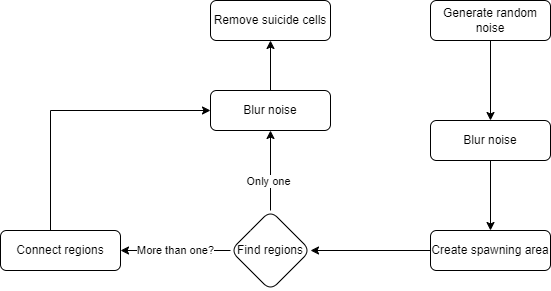 Remove suicide cells
Generate random
noise
Blur noise
Blur noise
Only one
Connect regions
More than one?
Find regions
Create spawning area